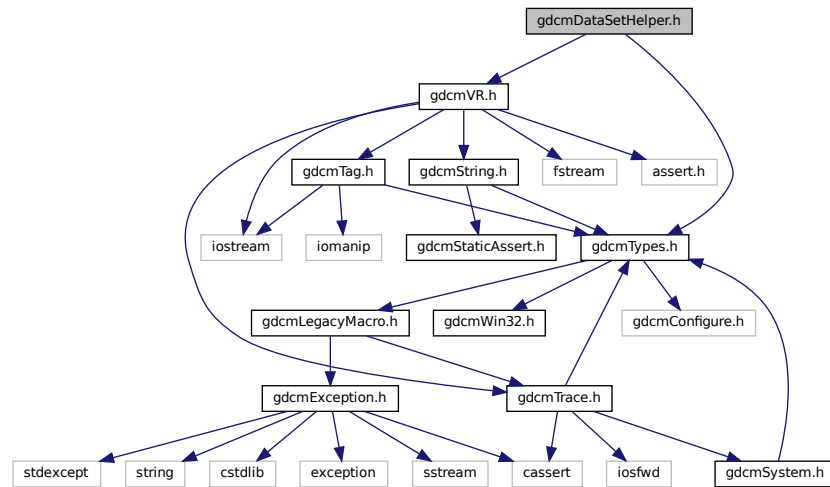 gdcmDataSetHelper.h
gdcmVR.h
gdcmTag.h
gdcmString.h
fstream
assert.h
iostream
iomanip
gdcmStaticAssert.h
gdcmTypes.h
gdcmLegacyMacro.h
gdcmWin32.h
gdcmConfigure.h
gdcmException.h
gdcmTrace.h
stdexcept
string
cstdlib
exception
sstream
cassert
iosfwd
gdcmSystem.h